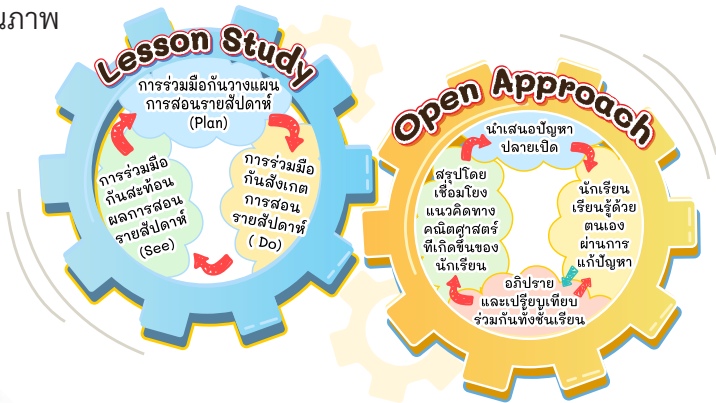 นภาพ
Lesson Study
การร่วมมือกันวางแผน
การสอนรายสัปดาห์
(Plan)
การร่วมมือ
กันสังเกต
การสอน
รายสัปดาห์
( Do)
การร่วมมือ
กันสะท้อน
ผลการสอน
รายสัปดาห์
(See)
Open Approach
นำเสนอปัญหา
ปลายเปิด
นักเรียน
เรียนรู้ด้วย
ตนเอง
ผ่านการ
แก้ปัญหา
อภิปราย
และเปรียบเทียบ
ร่วมกันทั้งชั้นเรียน
สรุปโดย
เชื่อมโยง
แนวคิดทาง
คณิตศาสตร์
ที่เกิดขึ้นของ
นักเรียน